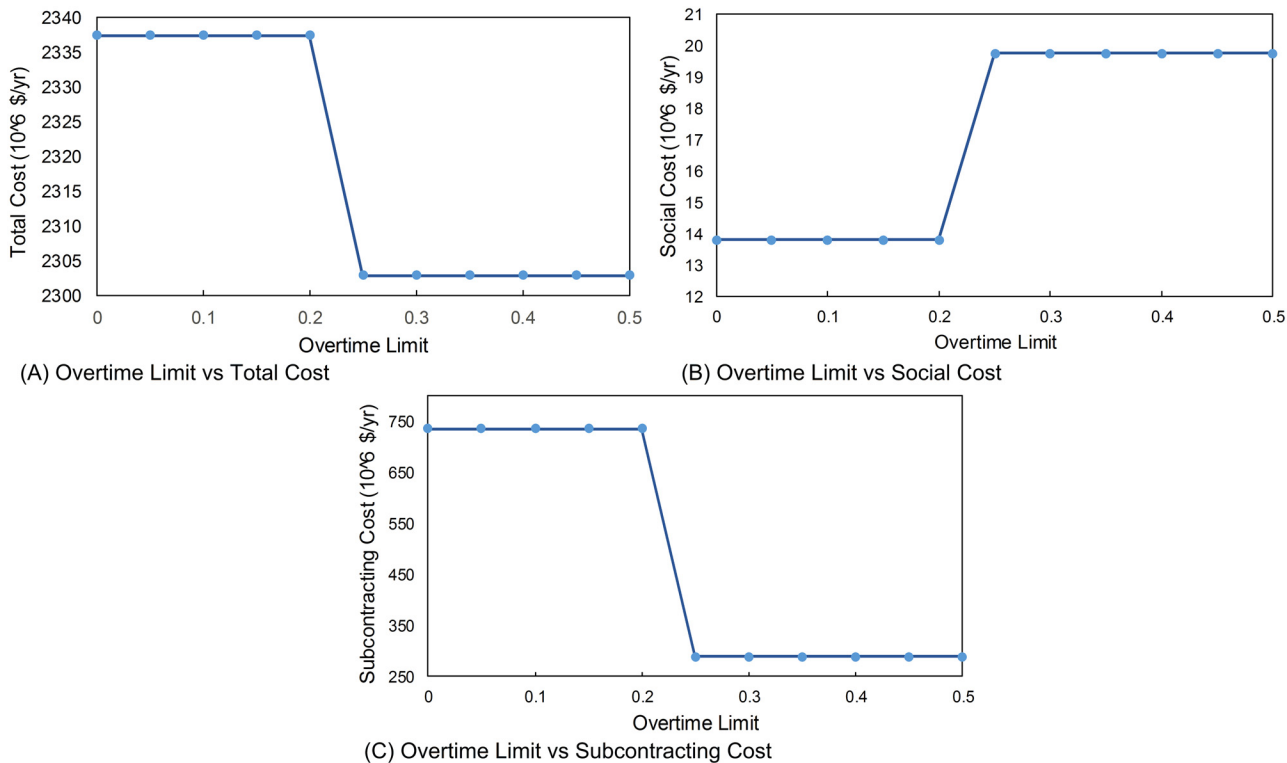 Total Cost (10^6 $/yr)
2340
2335
2330
2325
2320
2315
2310
2305
2300
0 0.1 0.2 0.3 0.4 0.5
Overtime Limit
(A) Overtime Limit vs Total Cost
Social Cost (10^6 $/yr)
21
20
19
18
17
16
15
14
13
12
0 0.1 0.2 0.3 0.4 0.5
Overtime Limit
(B) Overtime Limit vs Social Cost
Subcontracting Cost (10^6 $/yr)
750
650
550
450
350
250
0 0.1 0.2 0.3 0.4 0.5
Overtime Limit
(C) Overtime Limit vs Subcontracting Cost